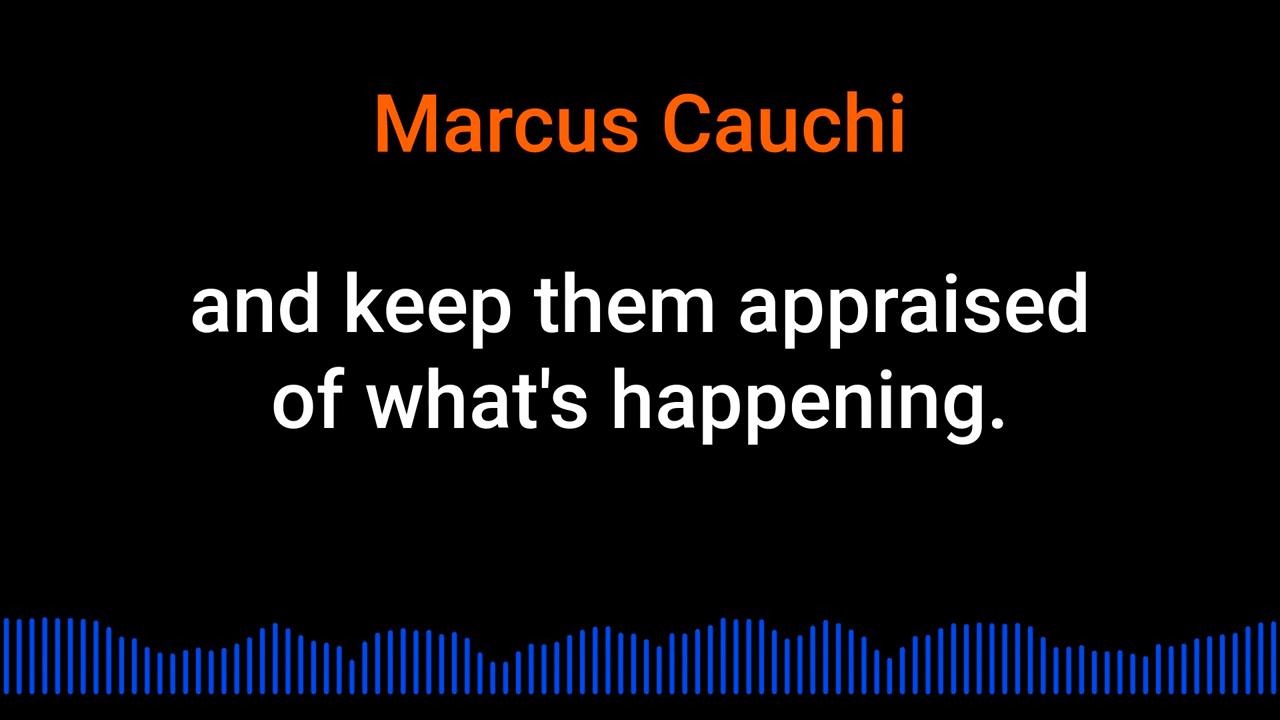 Marcus Cauchi
and keep them appraised
of what's happening.